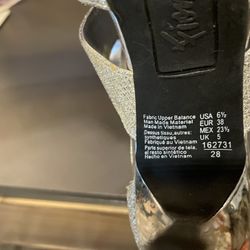 Fabric Upper Balance
Man Made Materiel
Made in Vietnam
Dessus tissu, autres:
synthétiques
Fabriqué au Vietnam
Parte superior de tela,
el resto sintético
Hecho en Vietnam
USA 6½
EUR 38
MEX 23½
UK 5
162731
28